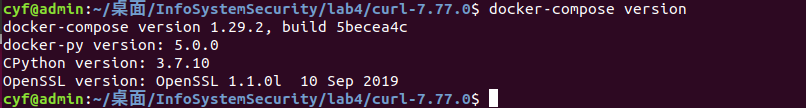 cyf@admin:~/桌面/InfoSystemSecurity/lab4/curl-7.77.0$ docker-compose version
docker-compose version 1.29.2, build 5becea4c
docker-py version: 5.0.0
CPython version: 3.7.10
OpenSSL version: OpenSSL 1.1.0l  10 Sep 2019
cyf@admin:~/桌面/InfoSystemSecurity/lab4/curl-7.77.0$